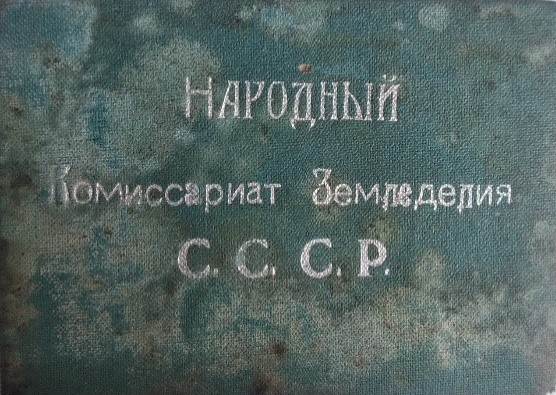 Народный
Комиссариат Земледелия
С. С. С. Р.